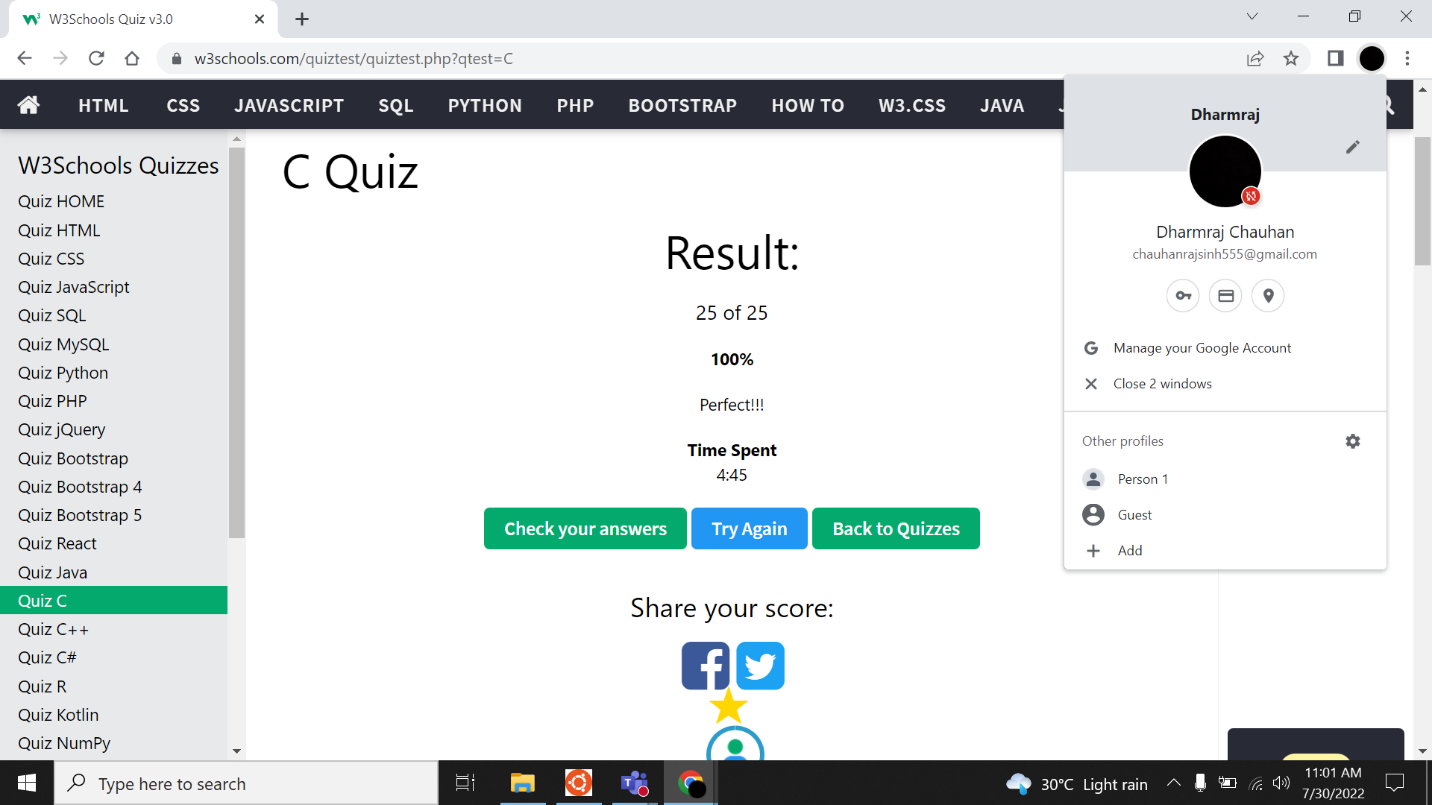 W3Schools Quiz v3.0
w3schools.com/quiztest/quiztest.php?qtest=C
HTML CSS JAVASCRIPT SQL PYTHON PHP BOOTSTRAP HOW TO W3.CSS JAVA
W3Schools Quizzes
Quiz HOME
Quiz HTML
Quiz CSS
Quiz JavaScript
Quiz SQL
Quiz MySQL
Quiz Python
Quiz PHP
Quiz jQuery
Quiz Bootstrap
Quiz Bootstrap 4
Quiz Bootstrap 5
Quiz React
Quiz Java
Quiz C
Quiz C++
Quiz C#
Quiz R
Quiz Kotlin
Quiz NumPy
C Quiz
Result:
25 of 25
100%
Perfect!!!
Time Spent
4:45
Check your answers Try Again Back to Quizzes
Share your score:
Dharmraj
Dharmraj Chauhan
chauhanrajsinh555@gmail.com
Manage your Google Account
Close 2 windows
Other profiles
Person 1
Guest
Add
Type here to search
30°C Light rain
11:01 AM
7/30/2022